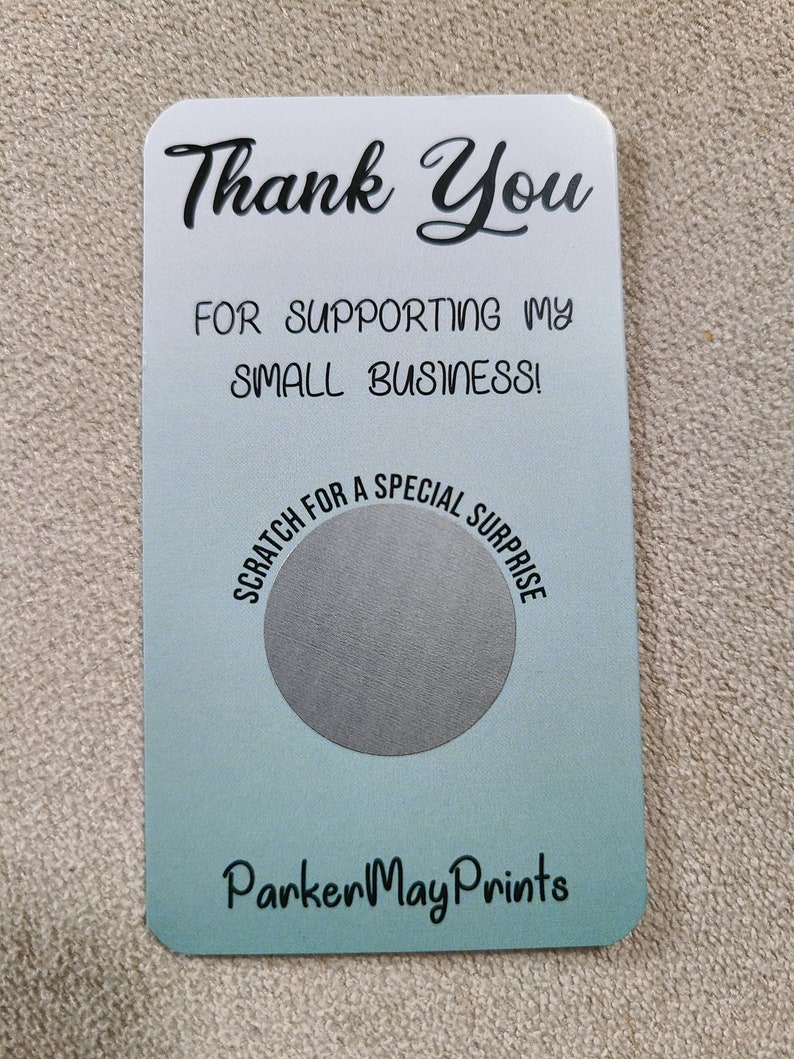 Thank You
FOR SUPPORTING MY
SMALL BUSINESS!
SCRATCH FOR A SPECIAL SURPRISE
ParkerMayPrints